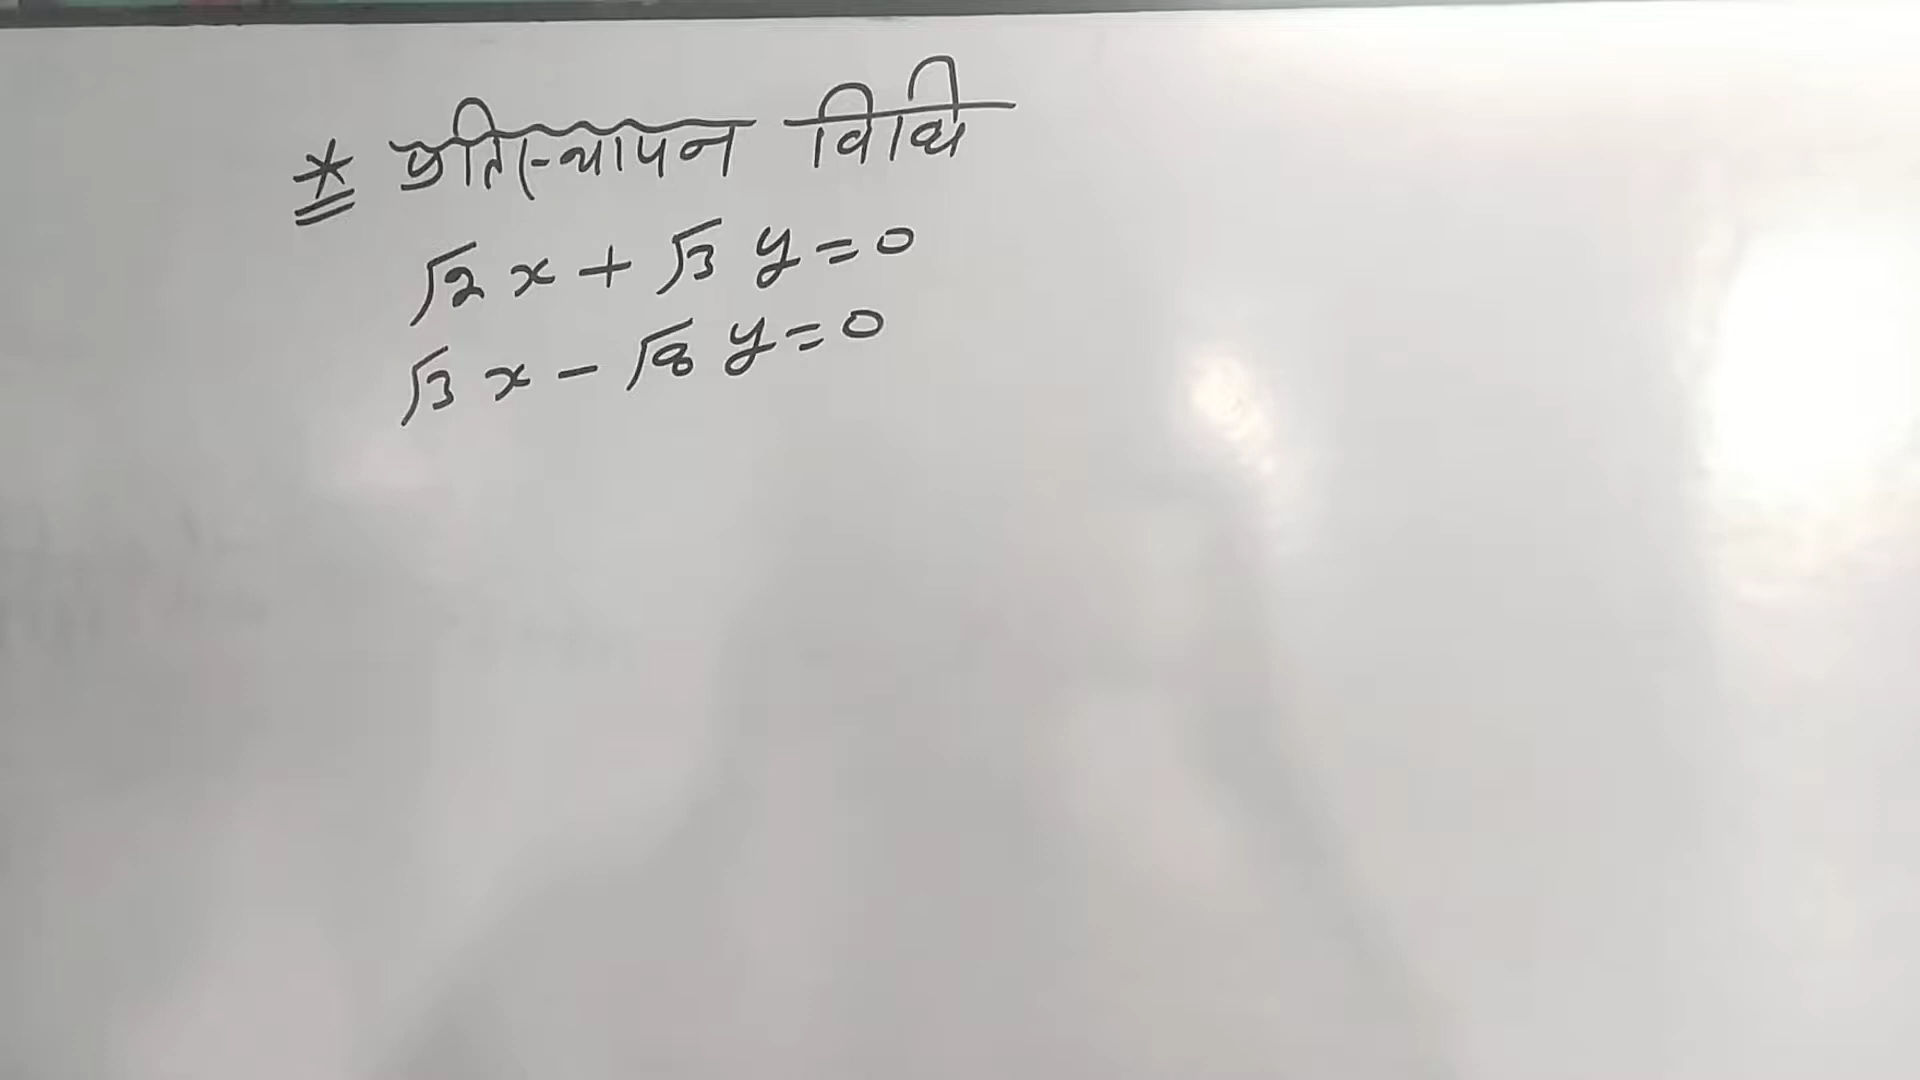 * प्रतिस्थापन विधि
√2 x + √3 y = 0
√3 x - √8 y = 0